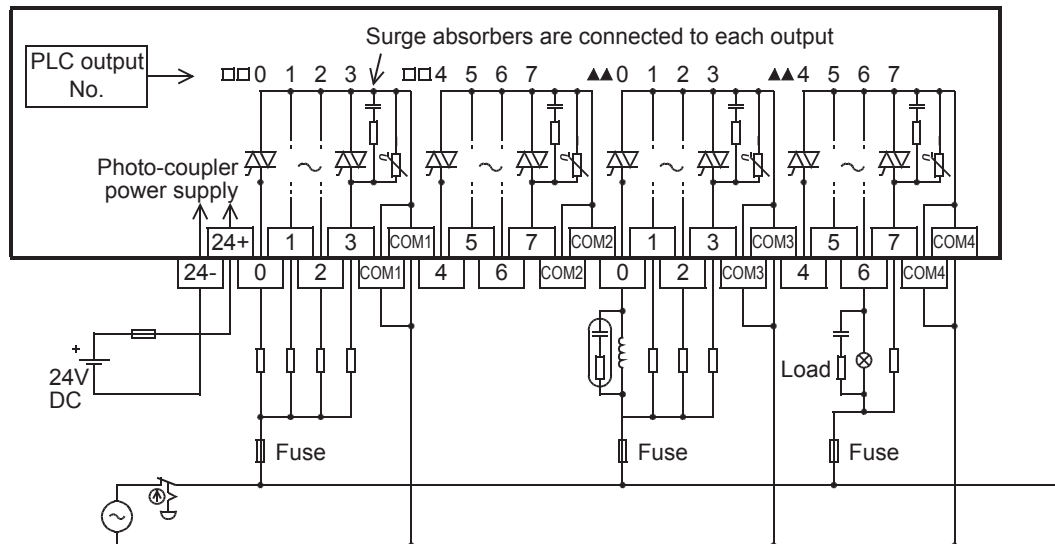 Surge absorbers are connected to each output
PLC output
No.
□□0 1 2 3 □□4 5 6 7 ▲▲0 1 2 3 ▲▲4 5 6 7
Photo-coupler
power supply
24+ 1 3 COM1 5 7 COM2 1 3 COM3 5 7 COM4
24- 0 2 COM1 4 6 COM2 0 2 COM3 4 6 COM4
+
24V
DC
Load
Fuse Fuse Fuse